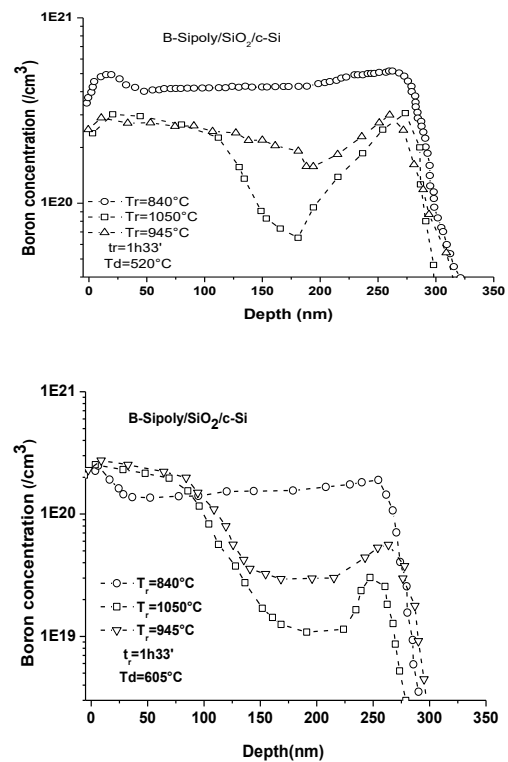 1E21
B-Sipoly/SiO2/c-Si
Boron concentration (/cm3)
1E20
Tr=840°C
Tr=1050°C
Tr=945°C
tr=1h33'
Td=520°C
0 50 100 150 200 250 300 350
Depth (nm)
1E21
B-Sipoly/SiO2/c-Si
Boron concentration (/cm3)
1E20
Tr=840°C
Tr=1050°C
1E19
Tr=945°C
tr=1h33'
Td=605°C
0 50 100 150 200 250 300 350
Depth(nm)